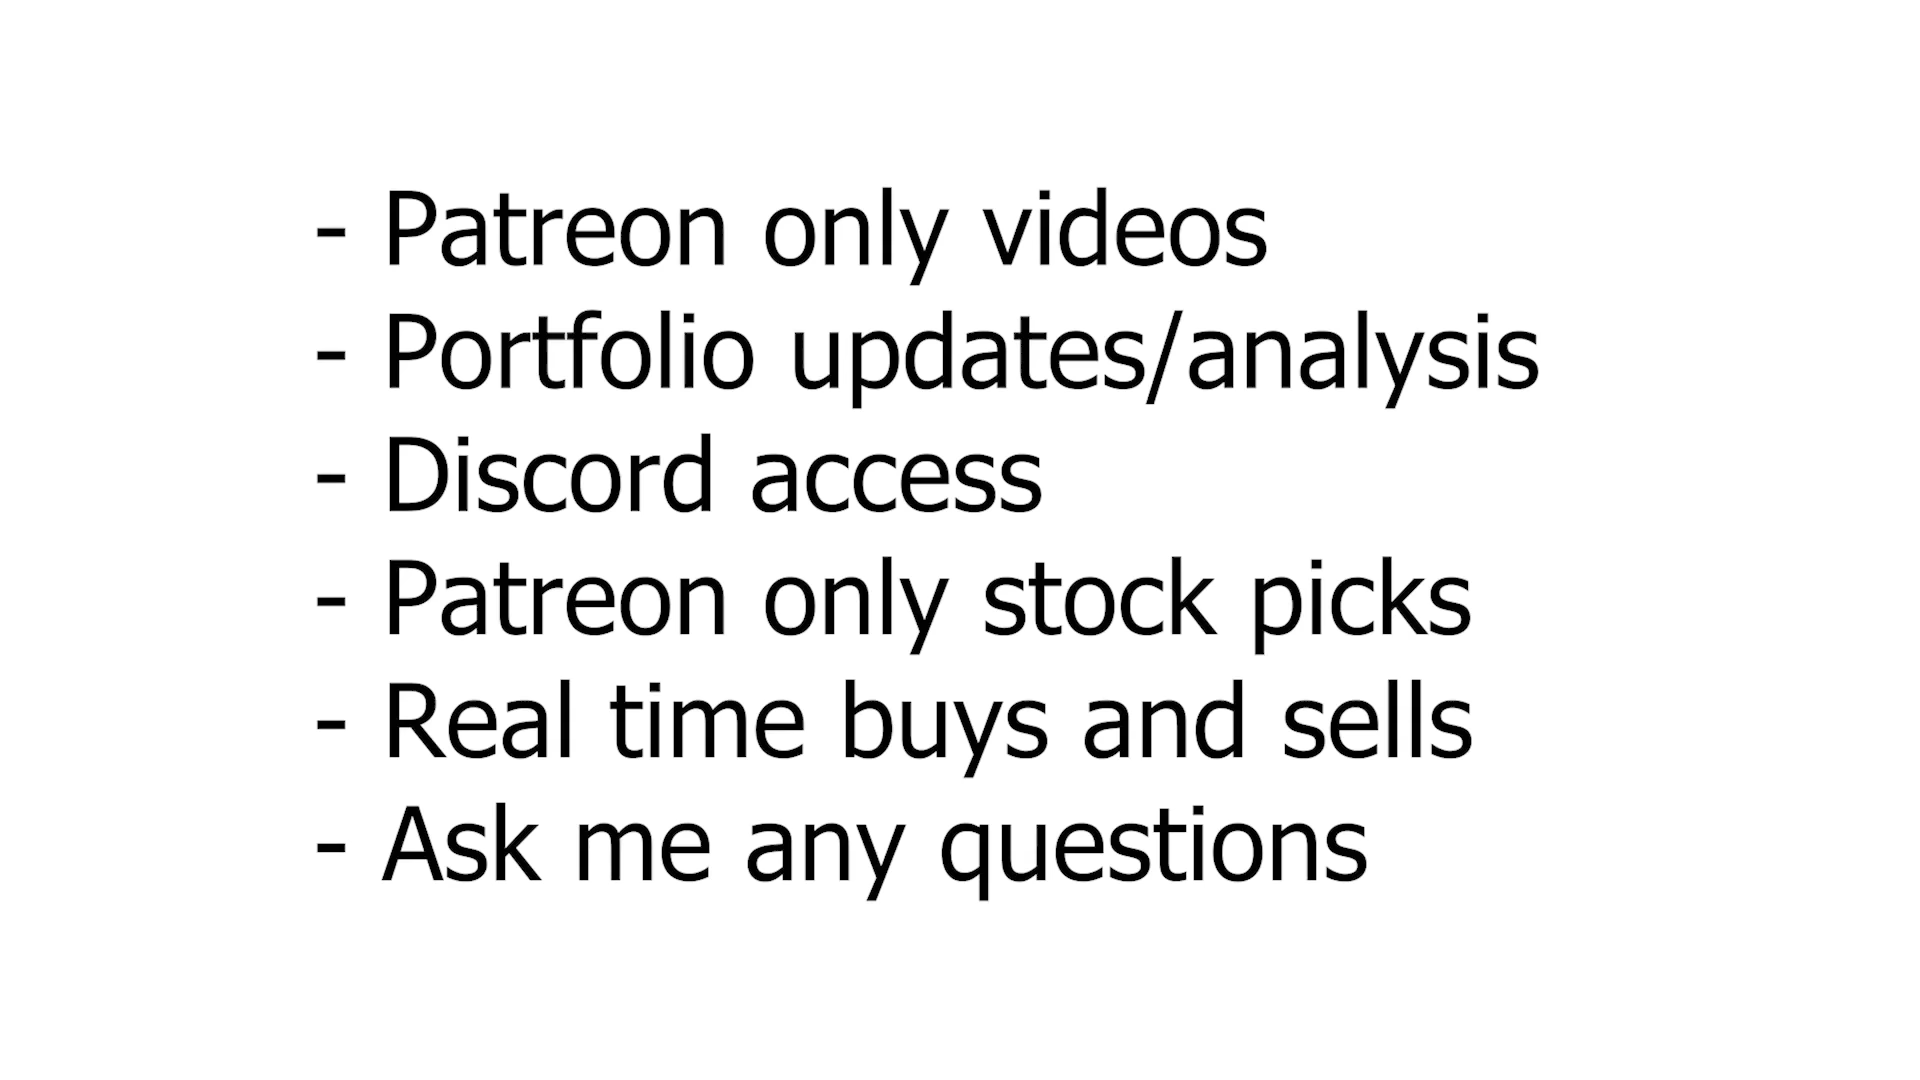 - Patreon only videos
- Portfolio updates/analysis
- Discord access
- Patreon only stock picks
- Real time buys and sells
- Ask me any questions